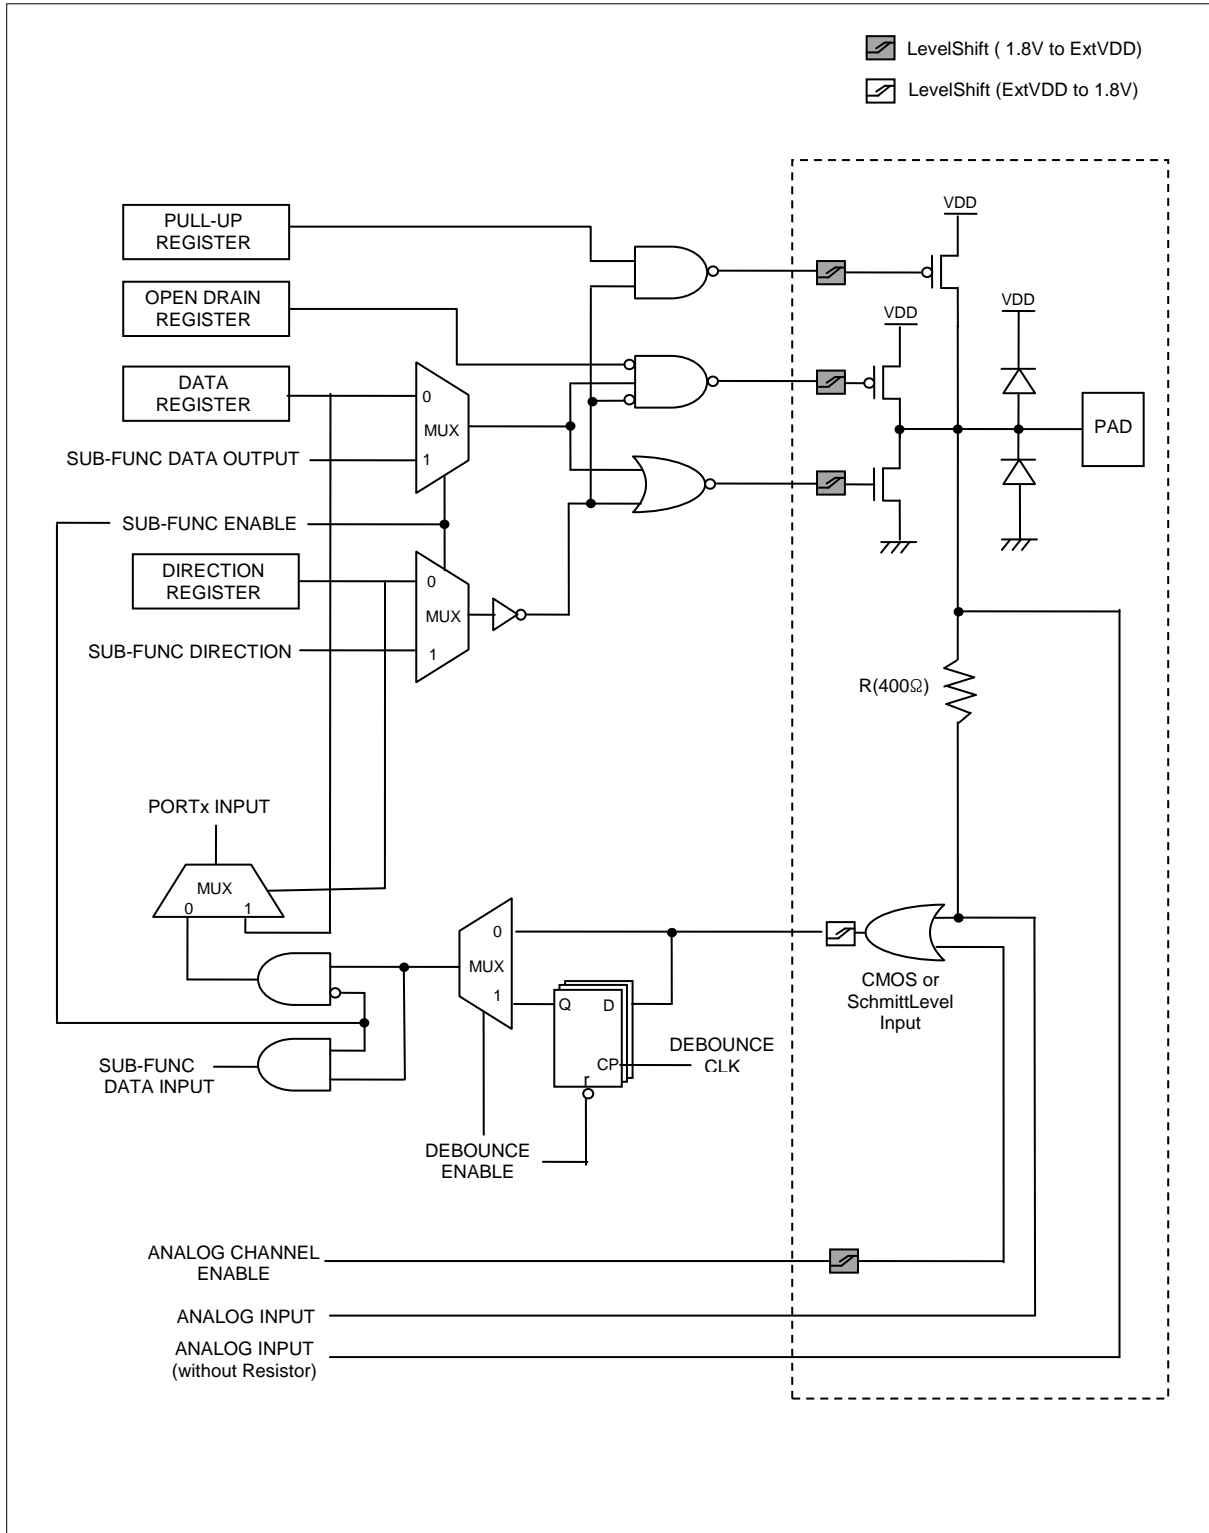 LevelShift ( 1.8V to ExtVDD)
LevelShift (ExtVDD to 1.8V)
VDD
PULL-UP
REGISTER
OPEN DRAIN
REGISTER
VDD
VDD
DATA
REGISTER
0
MUX
1
PAD
SUB-FUNC DATA OUTPUT
SUB-FUNC ENABLE
DIRECTION
REGISTER
0
MUX
1
SUB-FUNC DIRECTION
R(400Ω)
PORTx INPUT
MUX
0 1
0
MUX
1
Q D
CP
r
CMOS or
SchmittLevel
Input
DEBOUNCE
CLK
SUB-FUNC
DATA INPUT
DEBOUNCE
ENABLE
ANALOG CHANNEL
ENABLE
ANALOG INPUT
ANALOG INPUT
(without Resistor)